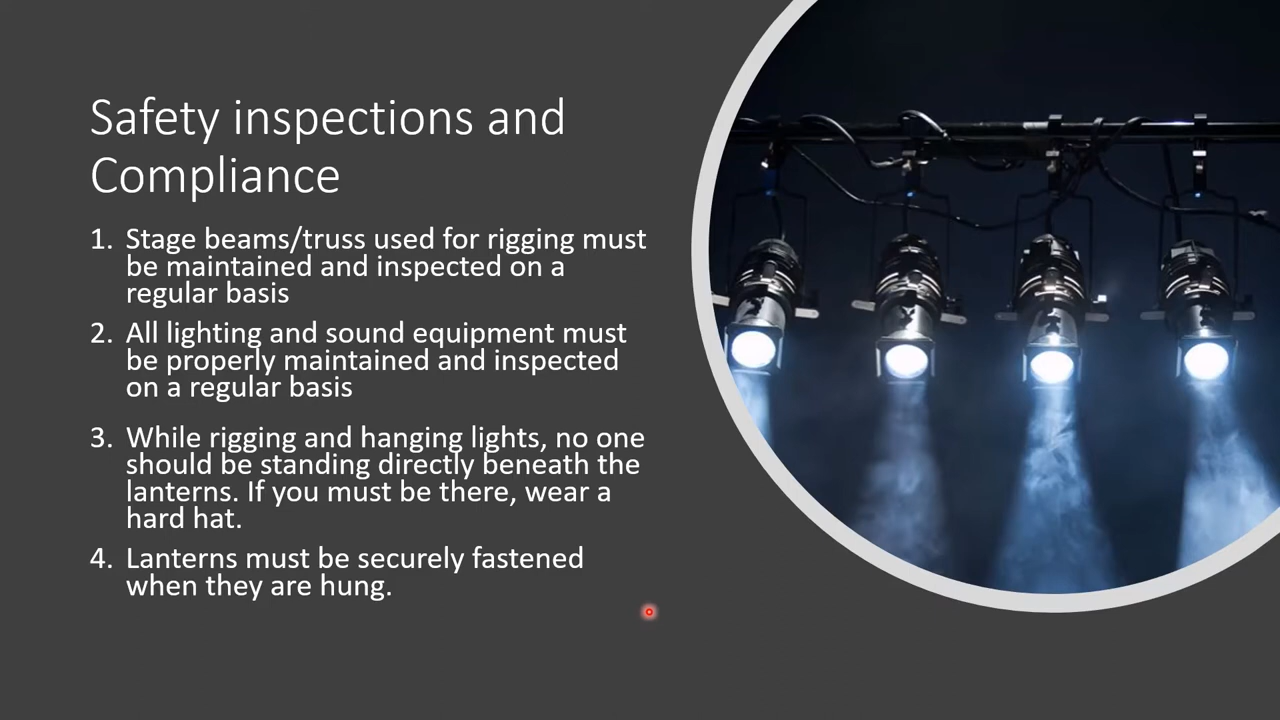 Safety inspections and
Compliance
1. Stage beams/truss used for rigging must
be maintained and inspected on a
regular basis
2. All lighting and sound equipment must
be properly maintained and inspected
on a regular basis
3. While rigging and hanging lights, no one
should be standing directly beneath the
lanterns. If you must be there, wear a
hard hat.
4. Lanterns must be securely fastened
when they are hung.